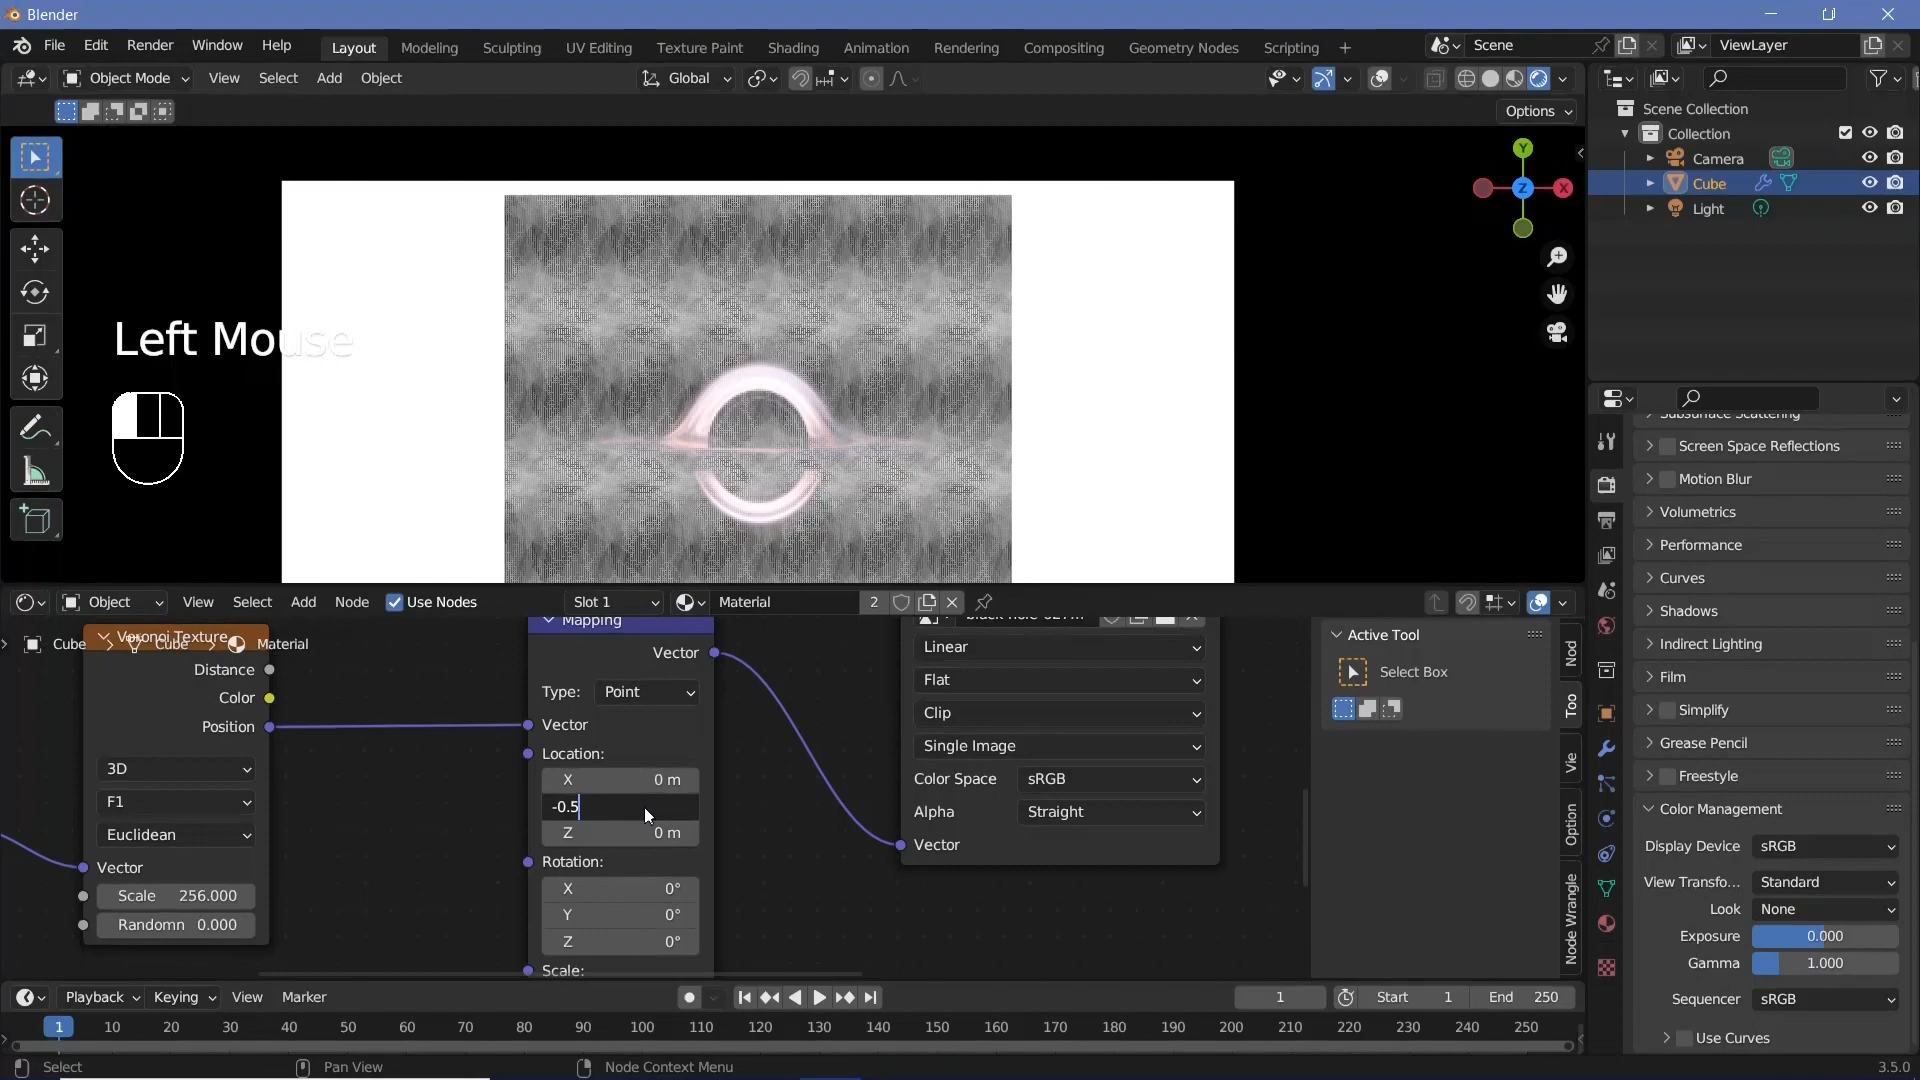 Blender
File Edit Render Window Help Layout Modeling Sculpting UV Editing Texture Paint Shading Animation Rendering Compositing Geometry Nodes Scripting + Scene ViewLayer
Object Mode View Select Add Object Global
Options
Scene Collection
Collection
Camera
Cube
Light
Y
Z
X
Left Mouse
Subsurface Scattering
Screen Space Reflections
Motion Blur
Volumetrics
Performance
Curves
Shadows
Indirect Lighting
Film
Simplify
Grease Pencil
Freestyle
Color Management
Display Device sRGB
View Transfo... Standard
Look None
Exposure 0.000
Gamma 1.000
Sequencer sRGB
Use Curves
Object View Select Add Node Use Nodes Slot 1 Material 2
Cube Cube Material
Voronoi Texture
Distance
Color
Position
3D
F1
Euclidean
Vector
Scale 256.000
Randomn 0.000
Mapping
Vector
Type: Point
Vector
Location:
X 0 m
-0.5
Z 0 m
Rotation:
X 0°
Y 0°
Z 0°
Scale:
Linear
Flat
Clip
Single Image
Color Space sRGB
Alpha Straight
Vector
Active Tool
Select Box
Nod
Too
Vie
Option
Node Wrangle
Playback Keying View Marker 1 Start 1 End 250
1 10 20 30 40 50 60 70 80 90 100 110 120 130 140 150 160 170 180 190 200 210 220 230 240 250
Select Pan View Node Context Menu 3.5.0